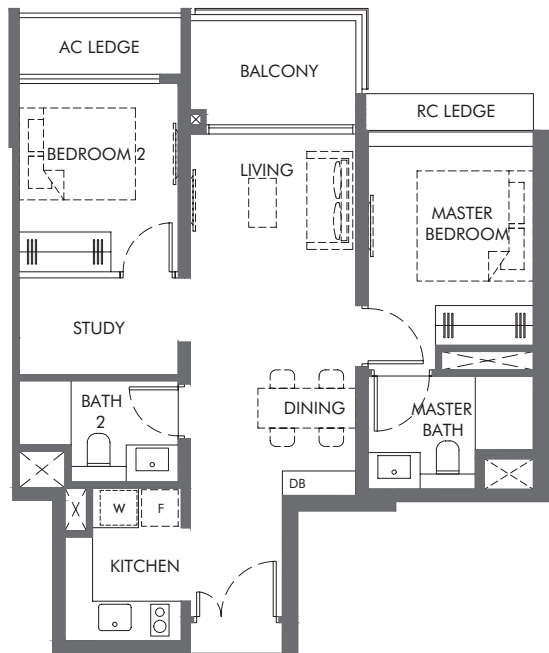 AC LEDGE
BALCONY
RC LEDGE
BEDROOM 2
LIVING
MASTER
BEDROOM
STUDY
BATH
2
DINING
MASTER
BATH
DB
W
F
KITCHEN